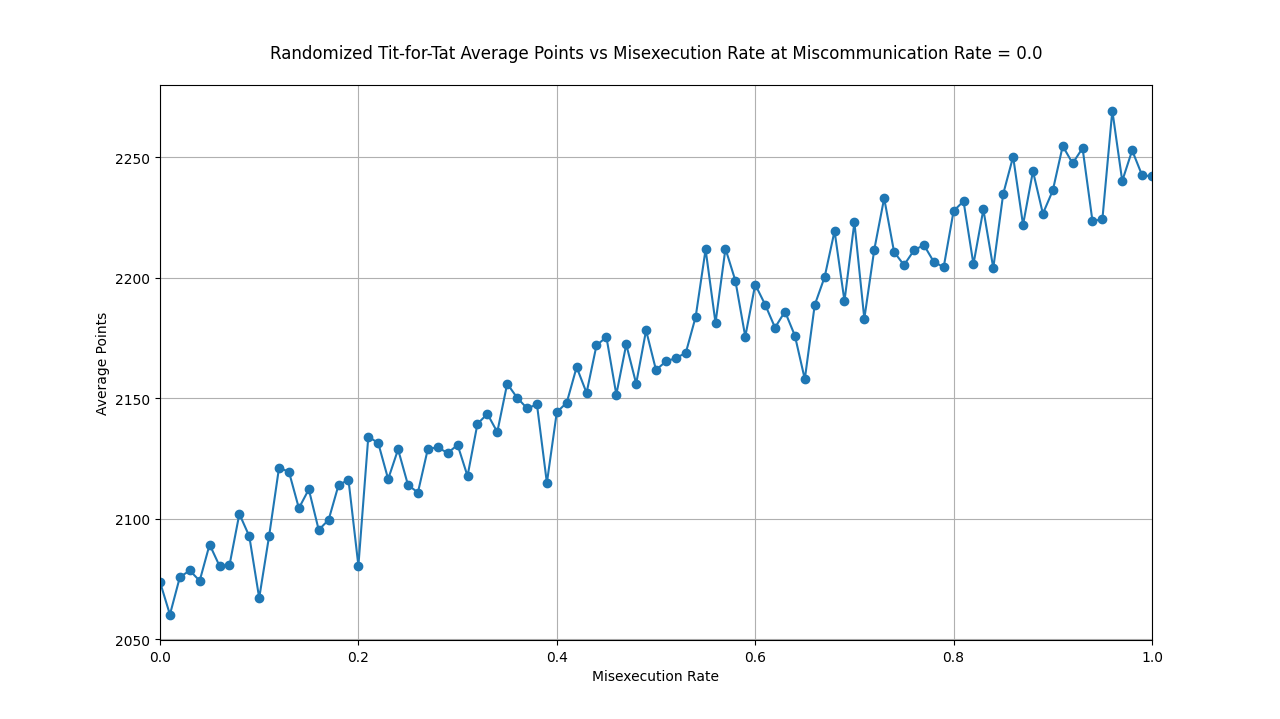 Randomized Tit-for-Tat Average Points vs Misexecution Rate at Miscommunication Rate = 0.0
Average Points
2250
2200
2150
2100
2050
0.0 0.2 0.4 0.6 0.8 1.0
Misexecution Rate